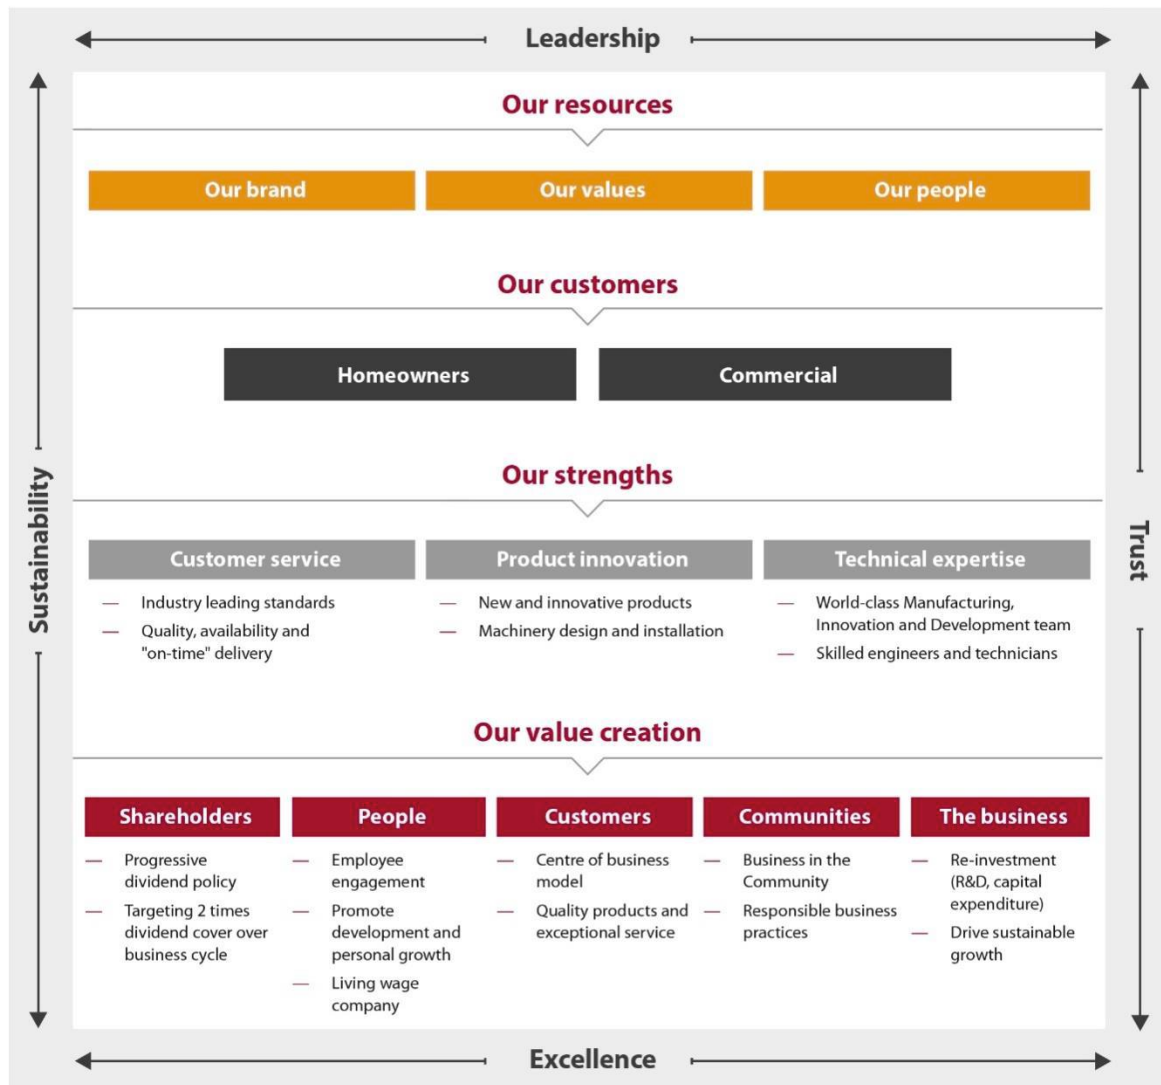 Leadership
Our resources
Our brand
Our values
Our people
Our customers
Homeowners
Commercial
Our strengths
Customer service
— Industry leading standards
— Quality, availability and
"on-time" delivery
Product innovation
— New and innovative products
— Machinery design and installation
Technical expertise
— World-class Manufacturing,
Innovation and Development team
— Skilled engineers and technicians
Our value creation
Shareholders
— Progressive
dividend policy
— Targeting 2 times
dividend cover over
business cycle
People
— Employee
engagement
— Promote
development and
personal growth
— Living wage
company
Customers
— Centre of business
model
— Quality products and
exceptional service
Communities
— Business in the
Community
— Responsible business
practices
The business
— Re-investment
(R&D, capital
expenditure)
— Drive sustainable
growth
Sustainability
Trust
Excellence